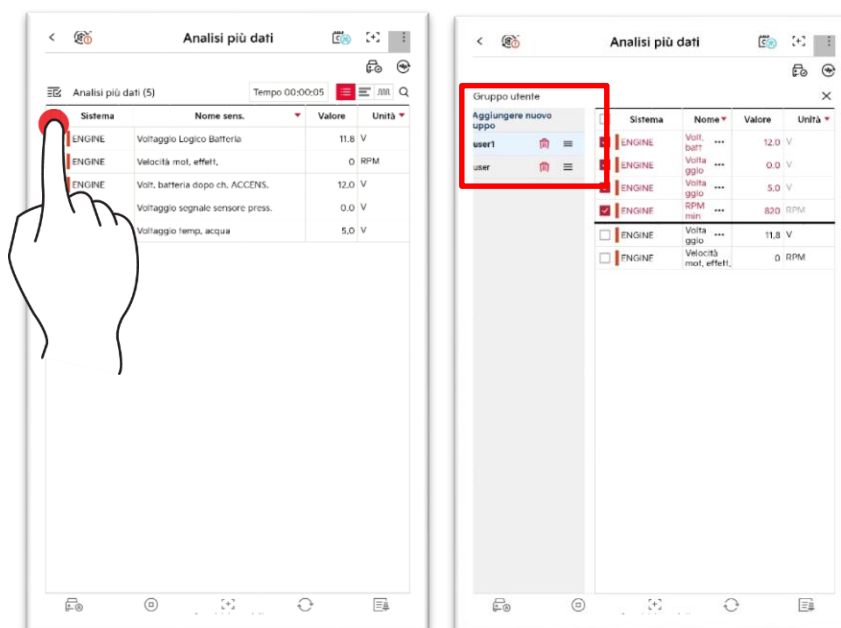 Analisi più dati
Analisi più dati (5)
Tempo 00:00:05
Sistema Nome sens. Valore Unità
ENGINE Voltaggio Logico Batteria 11.8 V
ENGINE Velocità mot, effett, 0 RPM
ENGINE Volt, batteria dopo ch. ACCENS. 12.0 V
Voltaggio segnale sensore press. 0.0 V
Voltaggio temp, acqua 5,0 V
Analisi più dati
Gruppo utente
Aggiungere nuovo
uppo
user1
user
Sistema Nome Valore Unità
ENGINE Volt. batt ••• 12.0 V
ENGINE Volta ggio ••• 0.0 V
ENGINE Volta ggio ••• 5,0 V
ENGINE RPM min ••• 820 RPM
ENGINE Volta ggio ••• 11,8 V
ENGINE Velocità mot, effett, 0 RPM